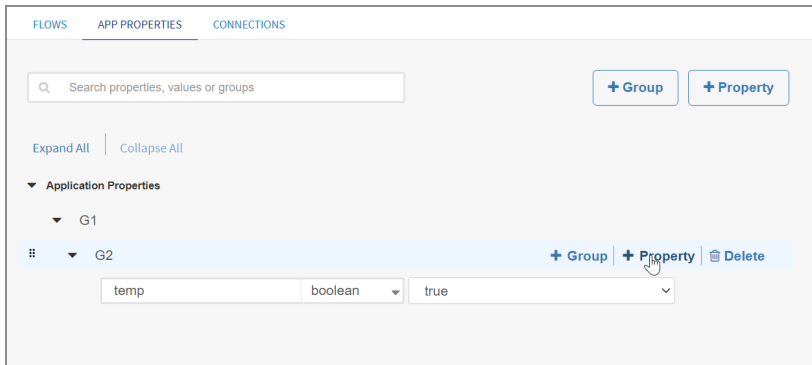 FLOWS APP PROPERTIES CONNECTIONS
Search properties, values or groups + Group + Property
Expand All Collapse All
Application Properties
G1
G2 + Group + Property Delete
temp boolean true